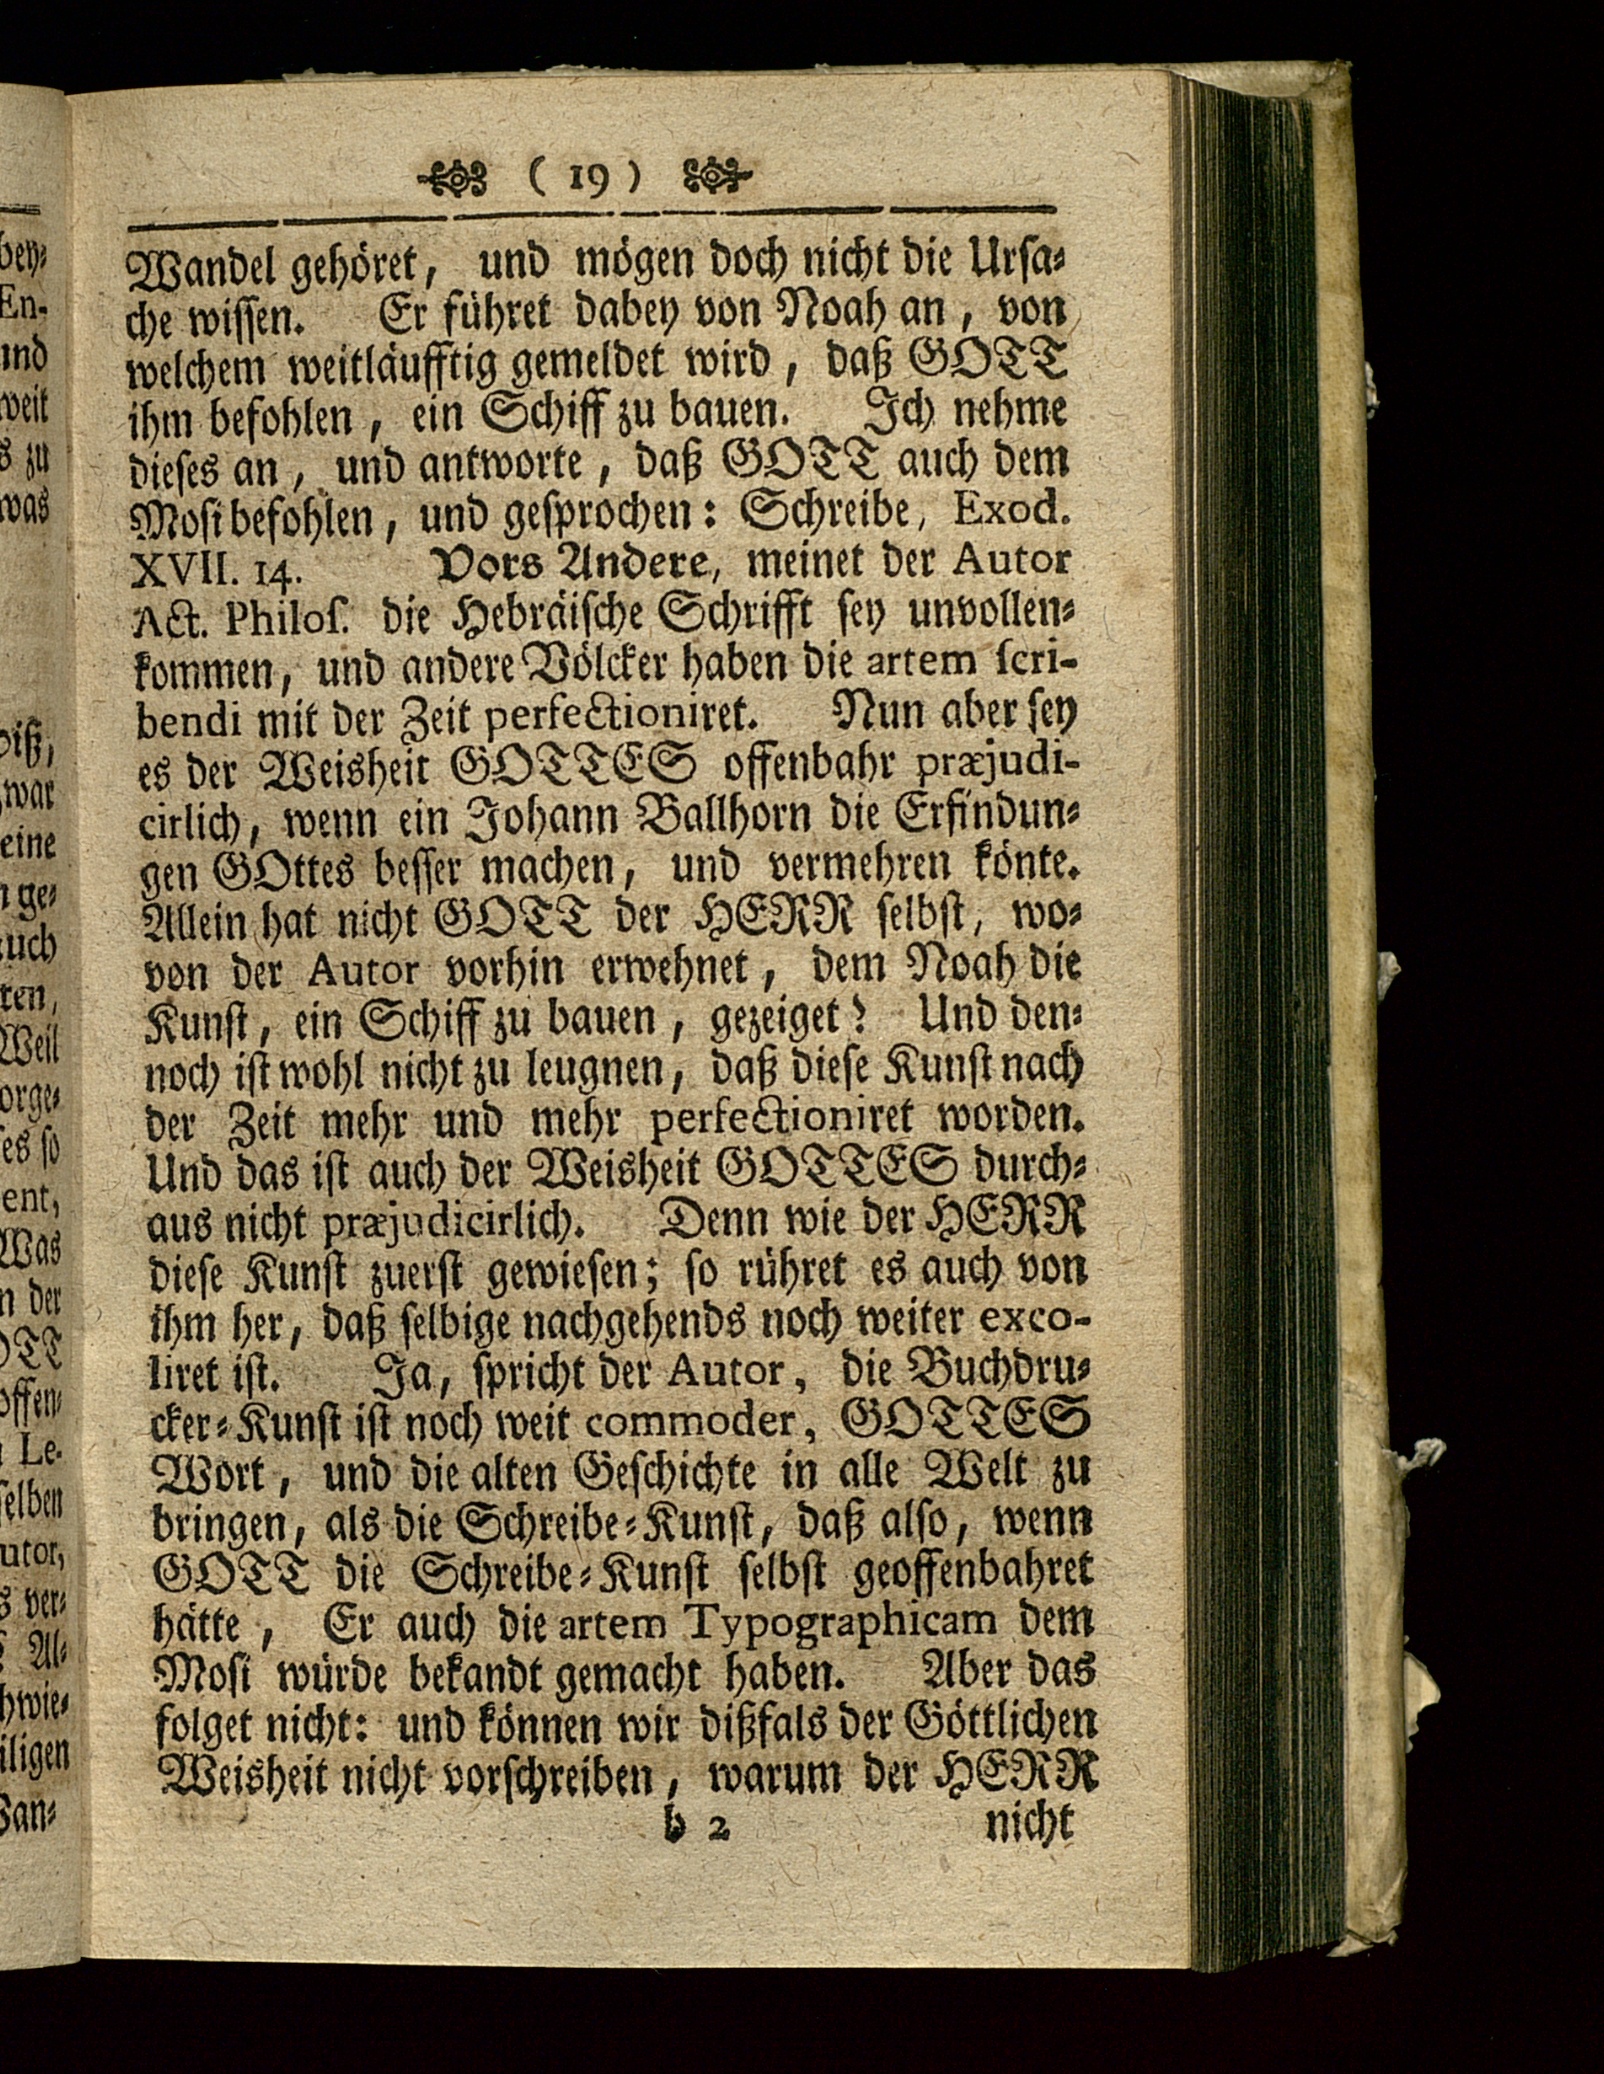 ( 19 )
Wandel gehöret, und mögen doch nicht die Ursa-
che wissen. Er führet dabey von Noah an, von
welchem weitläufftig gemeldet wird, daß GOTT
ihm befohlen, ein Schiff zu bauen. Ich nehme
dieses an, und antworte, daß GOTT auch dem
Mosi befohlen, und gesprochen: Schreibe, Exod.
XVII. 14. Vors Andere, meinet der Autor
Act. Philos. die Hebräische Schrifft sey unvollen-
kommen, und andere Völcker haben die artem scri-
bendi mit der Zeit perfectioniret. Nun aber sey
es der Weisheit GOTTES offenbahr præjudi-
cirlich, wenn ein Johann Ballhorn die Erfindun-
gen GOttes besser machen, und vermehren könte.
Allein hat nicht GOTT der HERR selbst, wo-
von der Autor vorhin erwehnet, dem Noah die
Kunst, ein Schiff zu bauen, gezeiget? Und den-
noch ist wohl nicht zu leugnen, daß diese Kunst nach
der Zeit mehr und mehr perfectioniret worden.
Und das ist auch der Weisheit GOTTES durch-
aus nicht præjudicirlich. Denn wie der HERR
diese Kunst zuerst gewiesen; so rühret es auch von
ihm her, daß selbige nachgehends noch weiter exco-
liret ist. Ja, spricht der Autor, die Buchdru-
cker-Kunst ist noch weit commoder, GOTTES
Wort, und die alten Geschichte in alle Welt zu
bringen, als die Schreibe-Kunst, daß also, wenn
GOTT die Schreibe-Kunst selbst geoffenbahret
hätte, Er auch die artem Typographicam dem
Mosi würde bekandt gemacht haben. Aber das
folget nicht: und können wir dißfals der Göttlichen
Weisheit nicht vorschreiben, warum der HERR
b 2 nicht